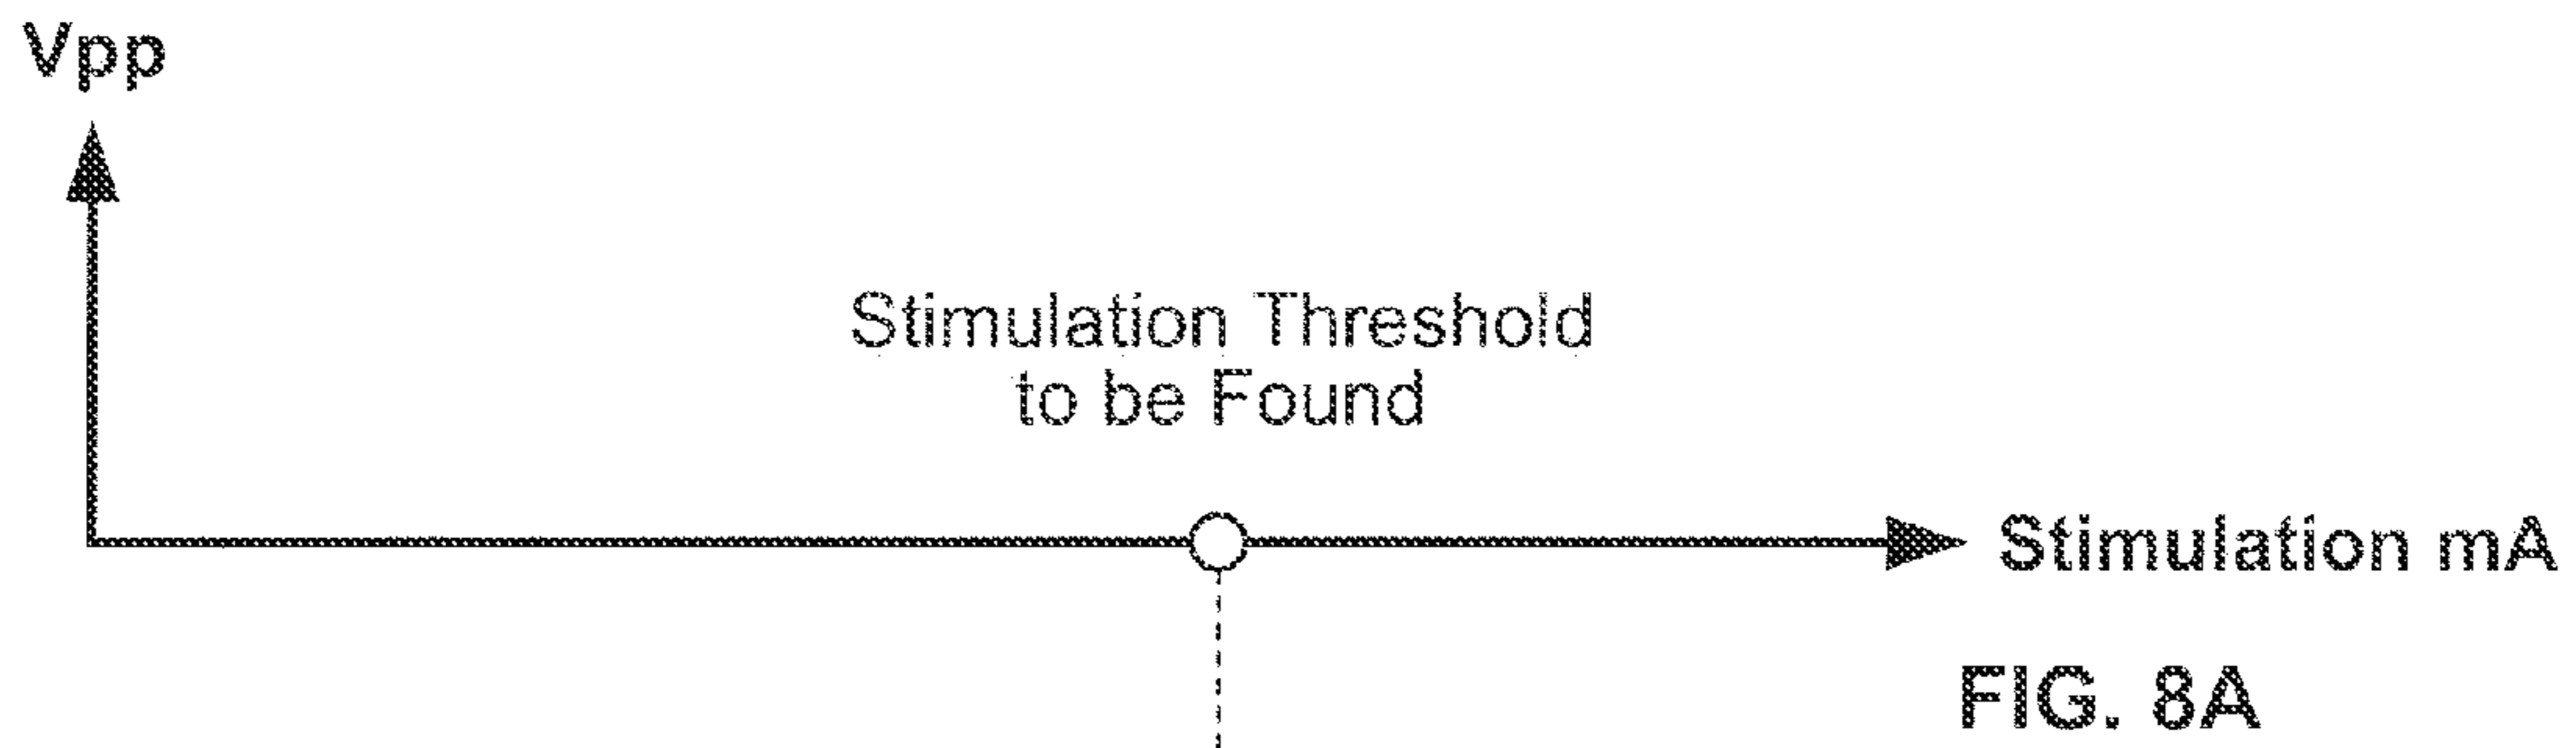 Vpp
Stimulation Threshold
to be Found
Stimulation mA
FIG. 8A